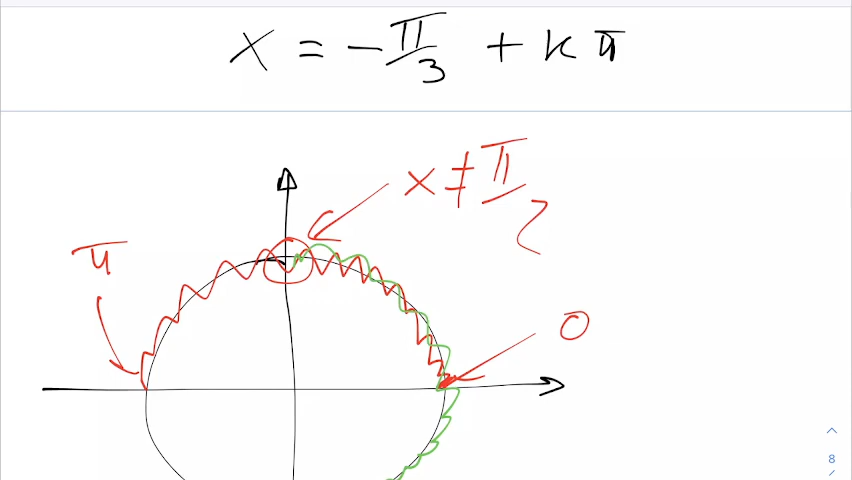 x = -π/3 + kπ
x ≠ π/2
π
0
8